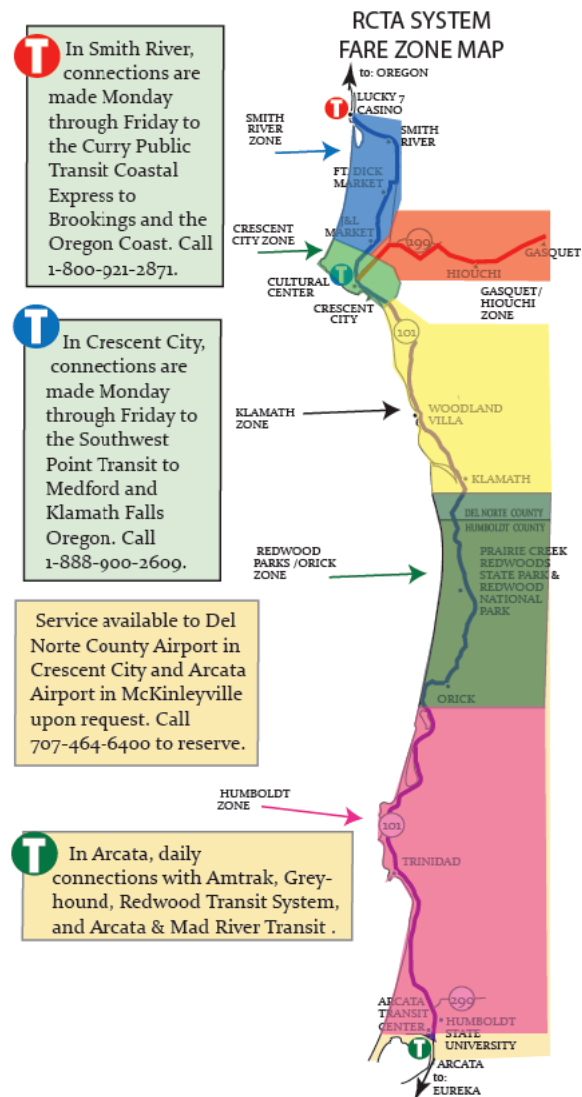 RCTA SYSTEM
FARE ZONE MAP
T In Smith River,
connections are
made Monday
through Friday to
the Curry Public
Transit Coastal
Express to
Brookings and the
Oregon Coast. Call
1-800-921-2871.
T
In Crescent City,
connections are
made Monday
through Friday to
the Southwest
Point Transit to
Medford and
Klamath Falls
Oregon. Call
1-888-900-2609.
Service available to Del
Norte County Airport in
Crescent City and Arcata
Airport in McKinleyville
upon request. Call
707-464-6400 to reserve.
T In Arcata, daily
connections with Amtrak, Grey-
hound, Redwood Transit System,
and Arcata & Mad River Transit .
to: OREGON
T LUCKY 7
CASINO
SMITH RIVER
ZONE
SMITH
RIVER
FT. DICK
MARKET
CRESCENT
CITY ZONE
J&L
MARKET
199
GASQUET
HIOUCHI
T
CULTURAL
CENTER
CRESCENT
CITY
GASQUET/
HIOUCHI
ZONE
101
KLAMATH
ZONE
WOODLAND
VILLA
KLAMATH
DEL NORTE COUNTY
HUMBOLDT COUNTY
REDWOOD
PARKS /ORICK
ZONE
PRAIRIE CREEK
REDWOODS
STATE PARK &
REDWOOD
NATIONAL
PARK
ORICK
HUMBOLDT
ZONE
101
TRINIDAD
299
ARCATA
TRANSIT
CENTER
HUMBOLDT
STATE
UNIVERSITY
T
ARCATA
to:
EUREKA